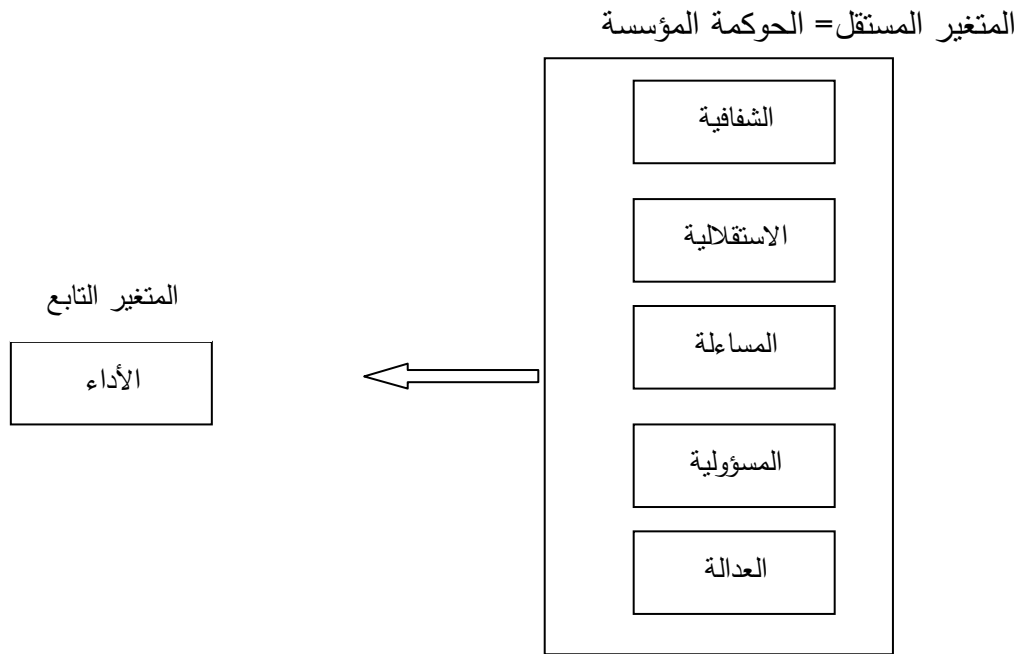 المتغير المستقل= الحوكمة المؤسسة
الشفافية
الاستقلالية
المساءلة
المسؤولية
العدالة
المتغير التابع
الأداء